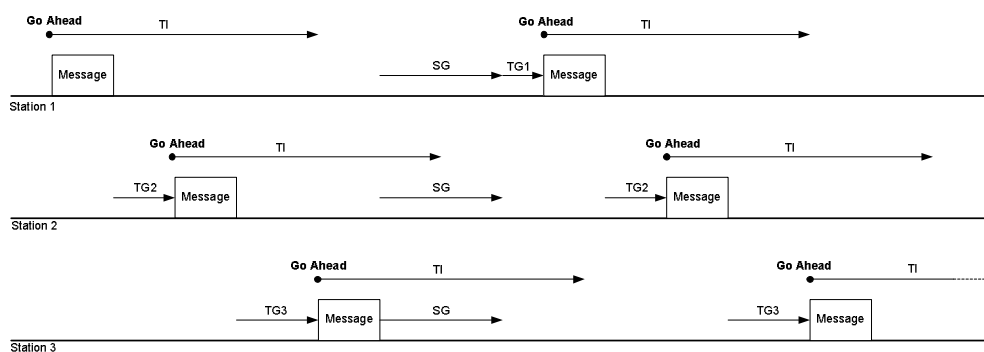 Go Ahead TI Go Ahead TI
Message SG TG1 Message
Station 1
Go Ahead TI Go Ahead TI
TG2 Message SG TG2 Message
Station 2
Go Ahead TI Go Ahead TI
TG3 Message SG TG3 Message
Station 3